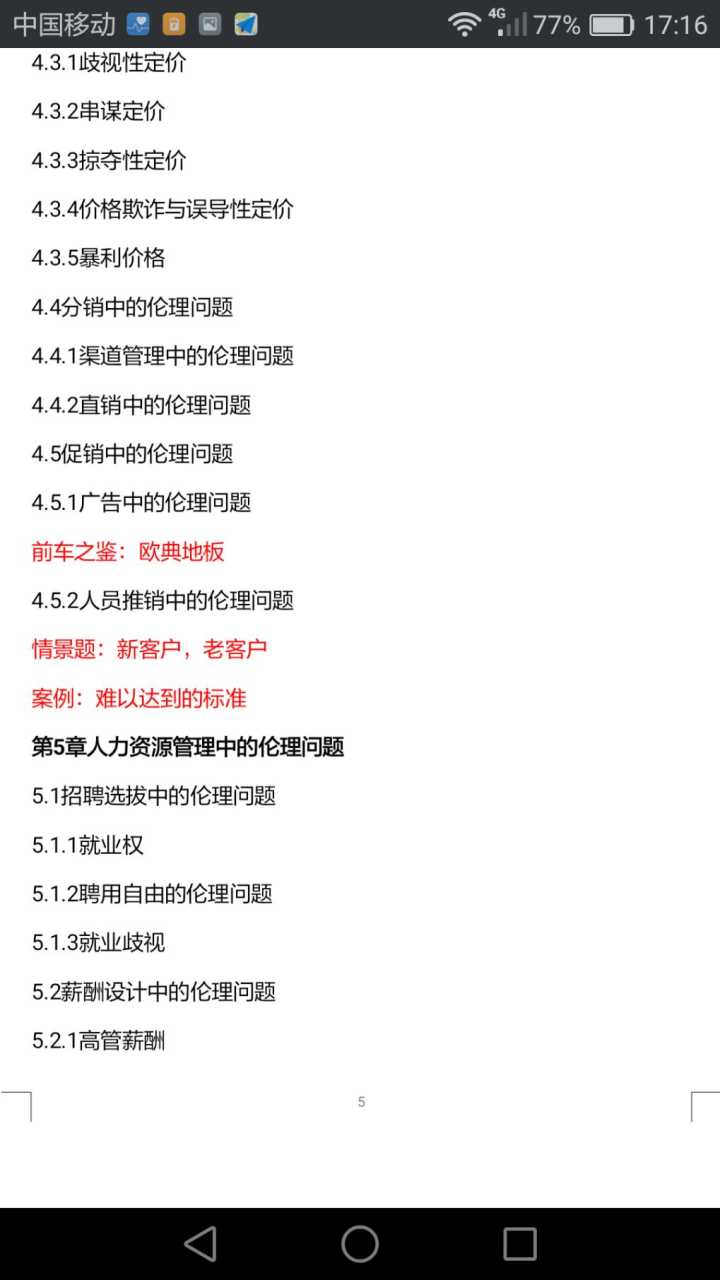 中国移动 4G 77% 17:16
4.3.1歧视性定价
4.3.2串谋定价
4.3.3掠夺性定价
4.3.4价格欺诈与误导性定价
4.3.5暴利价格
4.4分销中的伦理问题
4.4.1渠道管理中的伦理问题
4.4.2直销中的伦理问题
4.5促销中的伦理问题
4.5.1广告中的伦理问题
前车之鉴：欧典地板
4.5.2人员推销中的伦理问题
情景题：新客户，老客户
案例：难以达到的标准
第5章人力资源管理中的伦理问题
5.1招聘选拔中的伦理问题
5.1.1就业权
5.1.2聘用自由的伦理问题
5.1.3就业歧视
5.2薪酬设计中的伦理问题
5.2.1高管薪酬
5